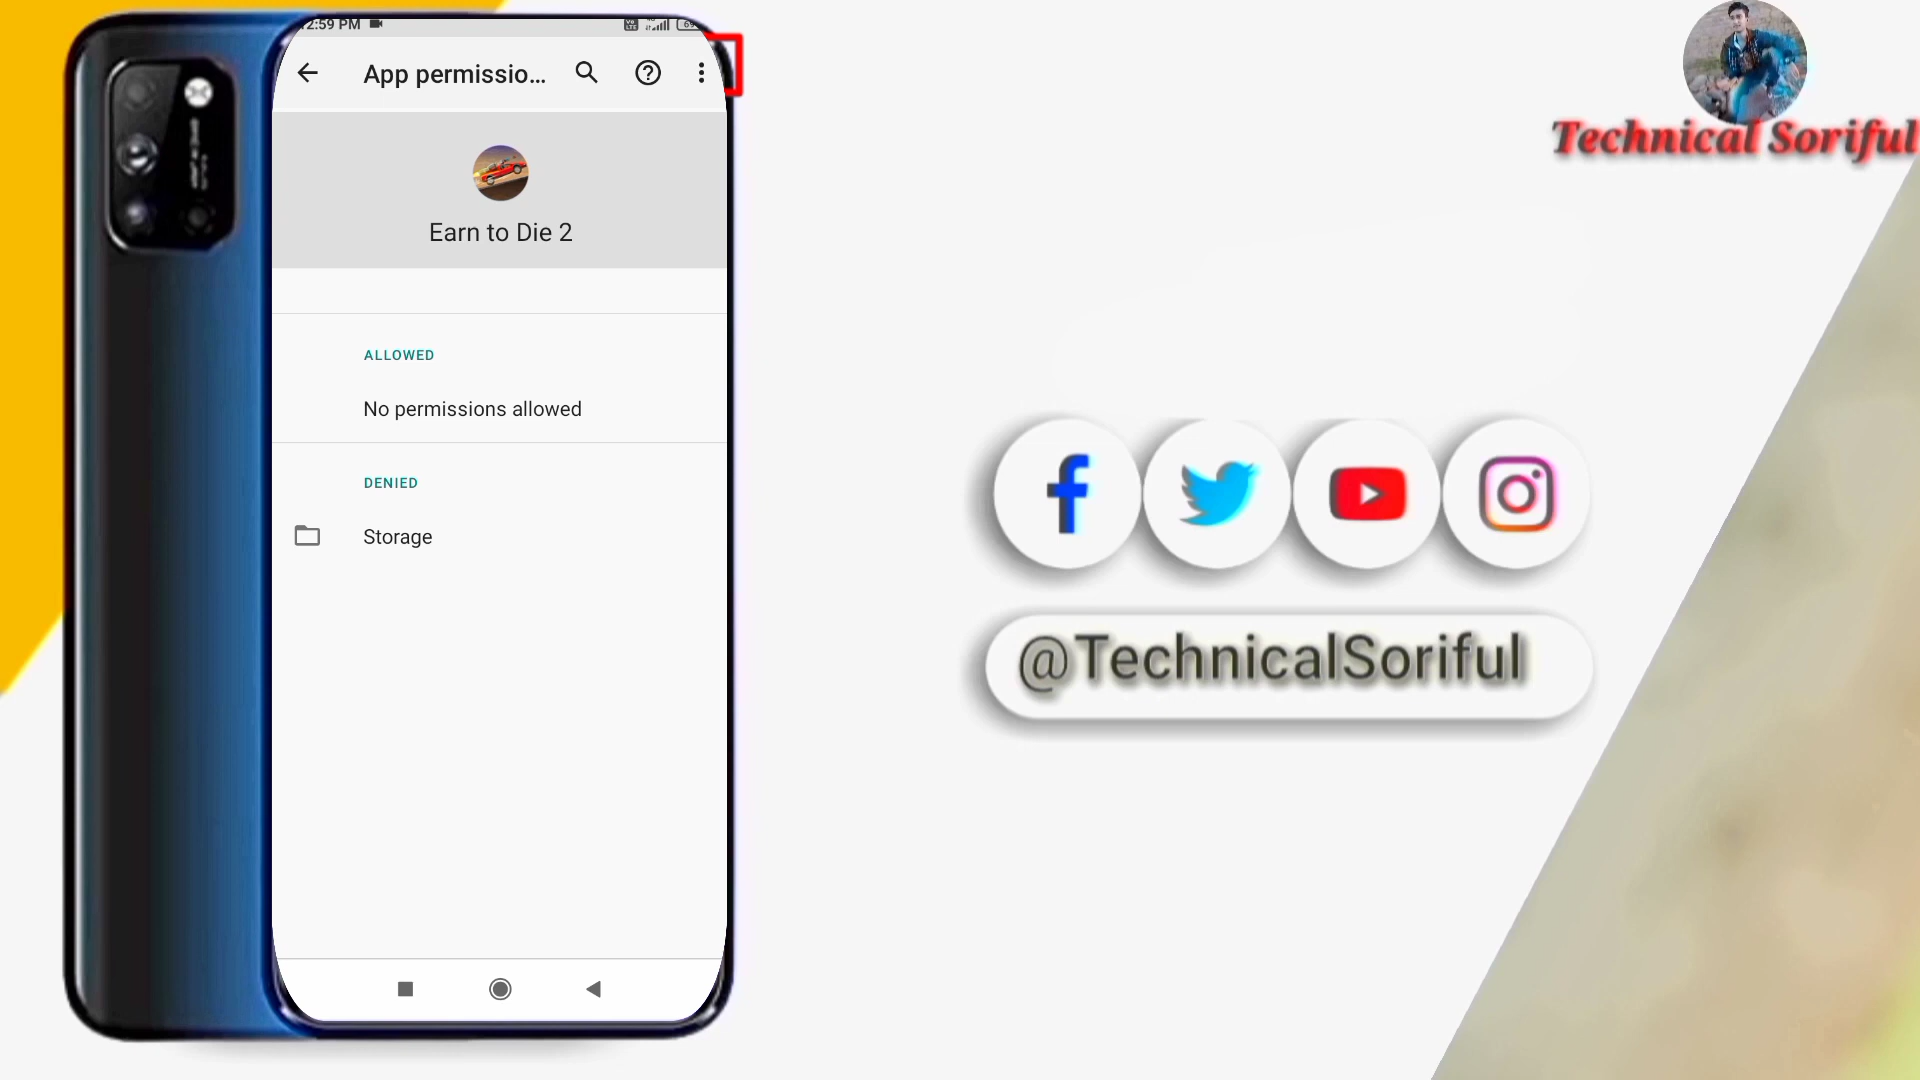 2:59 PM
App permissio...
Earn to Die 2
ALLOWED
No permissions allowed
DENIED
Storage
Technical Soriful
@TechnicalSoriful